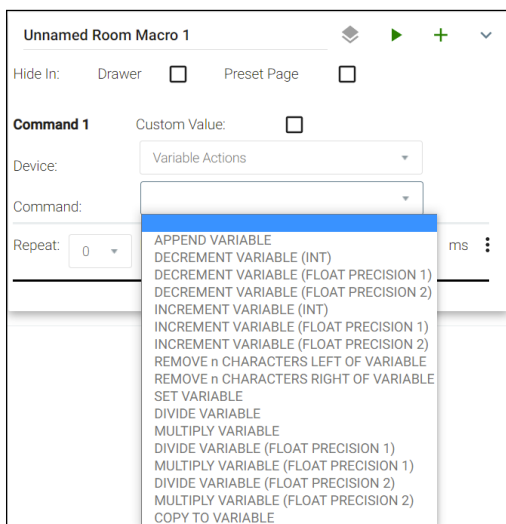 Unnamed Room Macro 1
Hide In: Drawer Preset Page
Command 1 Custom Value:
Device: Variable Actions
Command:
Repeat: 0 ms
APPEND VARIABLE
DECREMENT VARIABLE (INT)
DECREMENT VARIABLE (FLOAT PRECISION 1)
DECREMENT VARIABLE (FLOAT PRECISION 2)
INCREMENT VARIABLE (INT)
INCREMENT VARIABLE (FLOAT PRECISION 1)
INCREMENT VARIABLE (FLOAT PRECISION 2)
REMOVE n CHARACTERS LEFT OF VARIABLE
REMOVE n CHARACTERS RIGHT OF VARIABLE
SET VARIABLE
DIVIDE VARIABLE
MULTIPLY VARIABLE
DIVIDE VARIABLE (FLOAT PRECISION 1)
MULTIPLY VARIABLE (FLOAT PRECISION 1)
DIVIDE VARIABLE (FLOAT PRECISION 2)
MULTIPLY VARIABLE (FLOAT PRECISION 2)
COPY TO VARIABLE